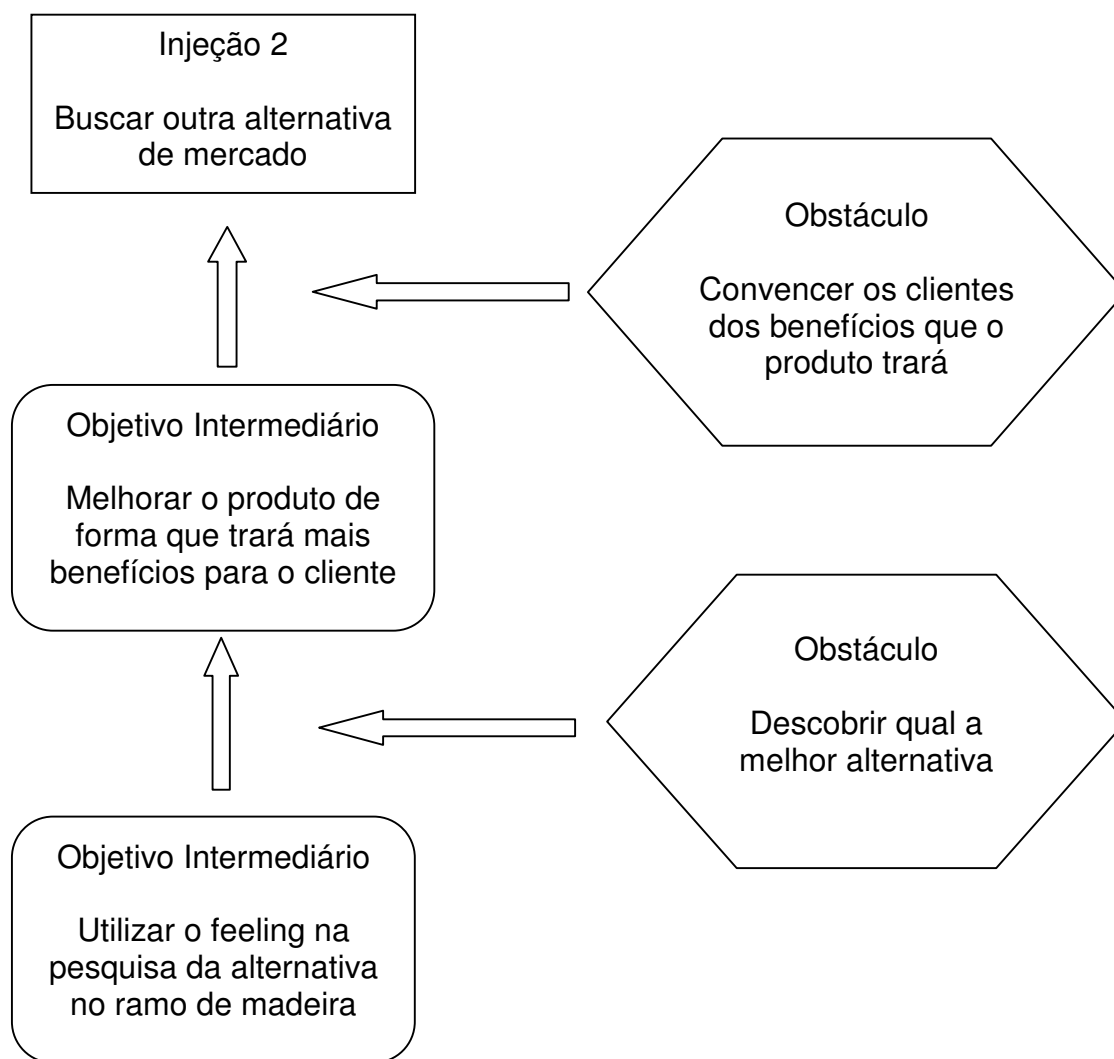 Injeção 2
Buscar outra alternativa
de mercado
Obstáculo
Convencer os clientes
dos benefícios que o
produto trará
Objetivo Intermediário
Melhorar o produto de
forma que trará mais
benefícios para o cliente
Obstáculo
Descobrir qual a
melhor alternativa
Objetivo Intermediário
Utilizar o feeling na
pesquisa da alternativa
no ramo de madeira